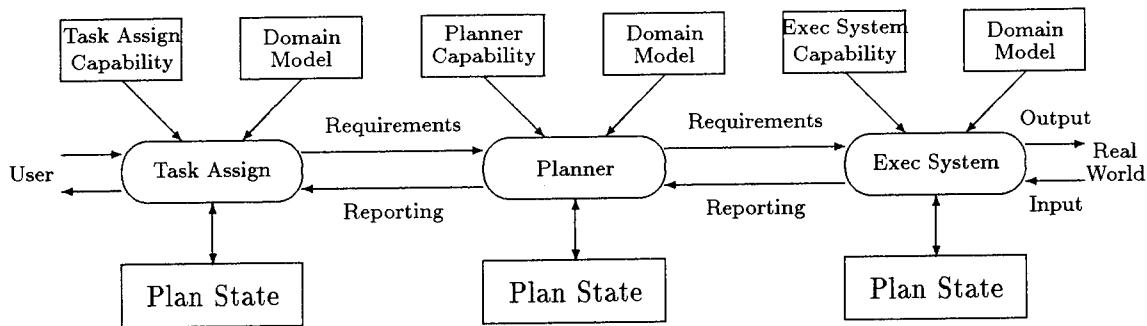 Task Assign
Capability
Domain
Model
Planner
Capability
Domain
Model
Exec System
Capability
Domain
Model
Requirements
Requirements
Output
User
Task Assign
Planner
Exec System
Real
World
Reporting
Reporting
Input
Plan State
Plan State
Plan State